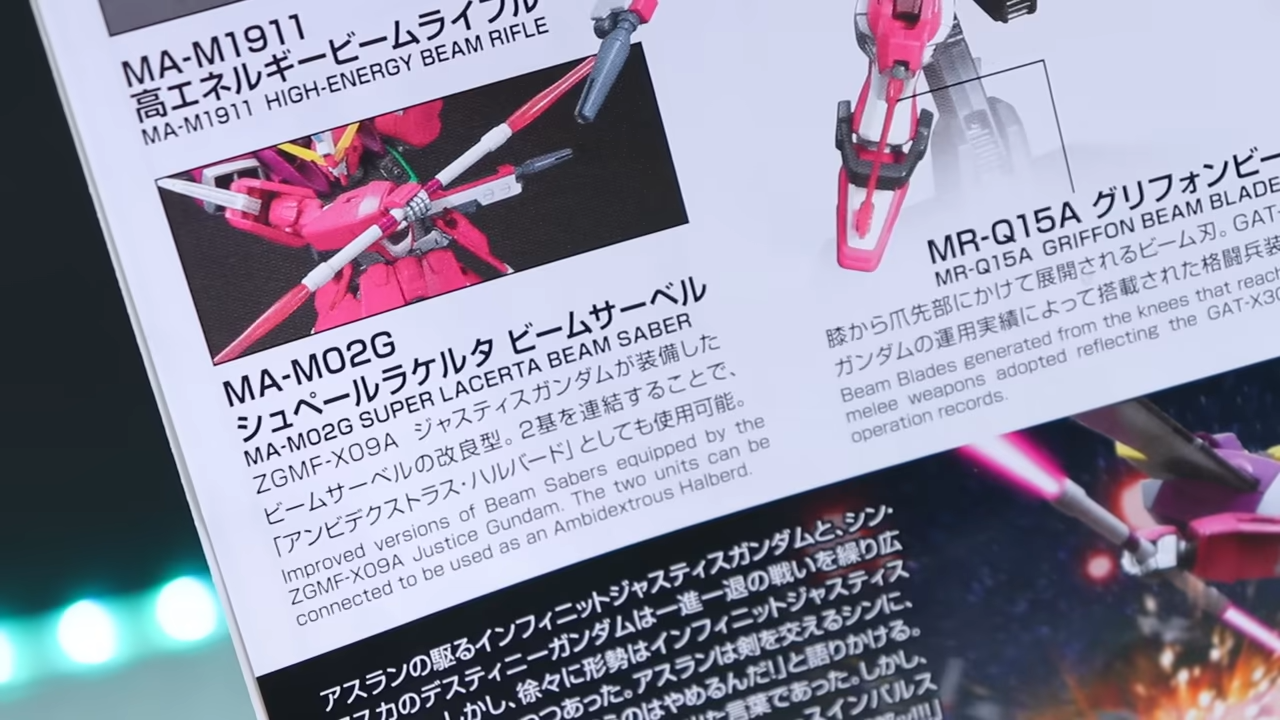 MA-M1911
高エネルギービームライフル
MA-M1911 HIGH-ENERGY BEAM RIFLE
MA-M02G
シュペールラケルタ ビームサーベル
MA-M02G SUPER LACERTA BEAM SABER
ZGMF-X09A ジャスティスガンダムが装備した
ビームサーベルの改良型。2基を連結することで、
「アンビデクストラス・ハルバード」としても使用可能。
Improved versions of Beam Sabers equipped by the
ZGMF-X09A Justice Gundam. The two units can be
connected to be used as an Ambidextrous Halberd.
MR-Q15A グリフォンビー
MR-Q15A GRIFFON BEAM BLADE
膝から爪先部にかけて展開されるビーム刃。GAT-
ガンダムの運用実績によって搭載された格闘兵装
Beam Blades generated from the knees that reach
melee weapons adopted reflecting the GAT-X30
operation records.
アスランの駆るインフィニットジャスティスガンダムと、シン・
アスカのデスティニーガンダムは一進一退の戦いを繰り広
しかし、徐々に形勢はインフィニットジャスティス
つつあった。アスランは剣を交えるシンに、
のはやめるんだ!」と語りかける。
言葉であった。しかし、
スインパルス